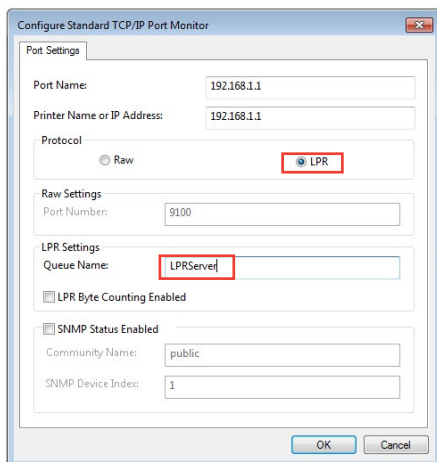 Configure Standard TCP/IP Port Monitor
Port Settings
Port Name: 192.168.1.1
Printer Name or IP Address: 192.168.1.1
Protocol
Raw LPR
Raw Settings
Port Number: 9100
LPR Settings
Queue Name: LPRServer
LPR Byte Counting Enabled
SNMP Status Enabled
Community Name: public
SNMP Device Index: 1
OK Cancel